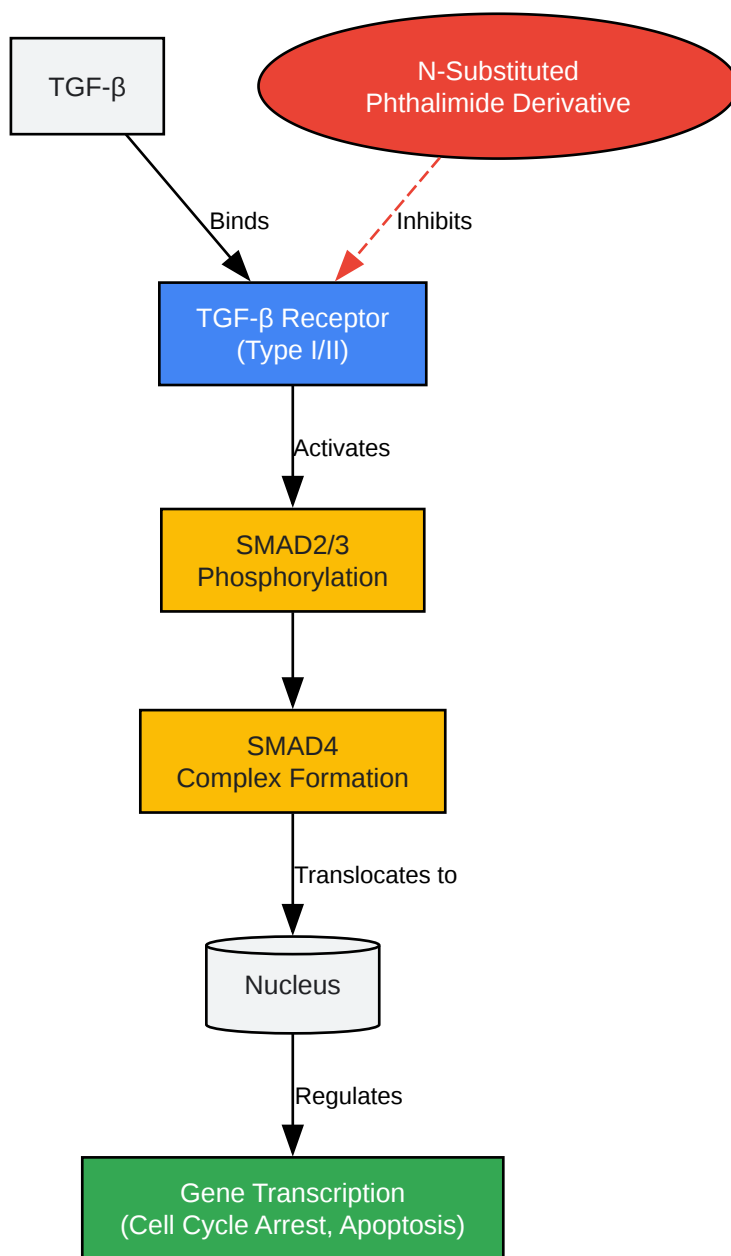 TGF-β
N-Substituted
Phthalimide Derivative
Binds
Inhibits
TGF-β Receptor
(Type I/II)
Activates
SMAD2/3
Phosphorylation
SMAD4
Complex Formation
Translocates to
Nucleus
Regulates
Gene Transcription
(Cell Cycle Arrest, Apoptosis)